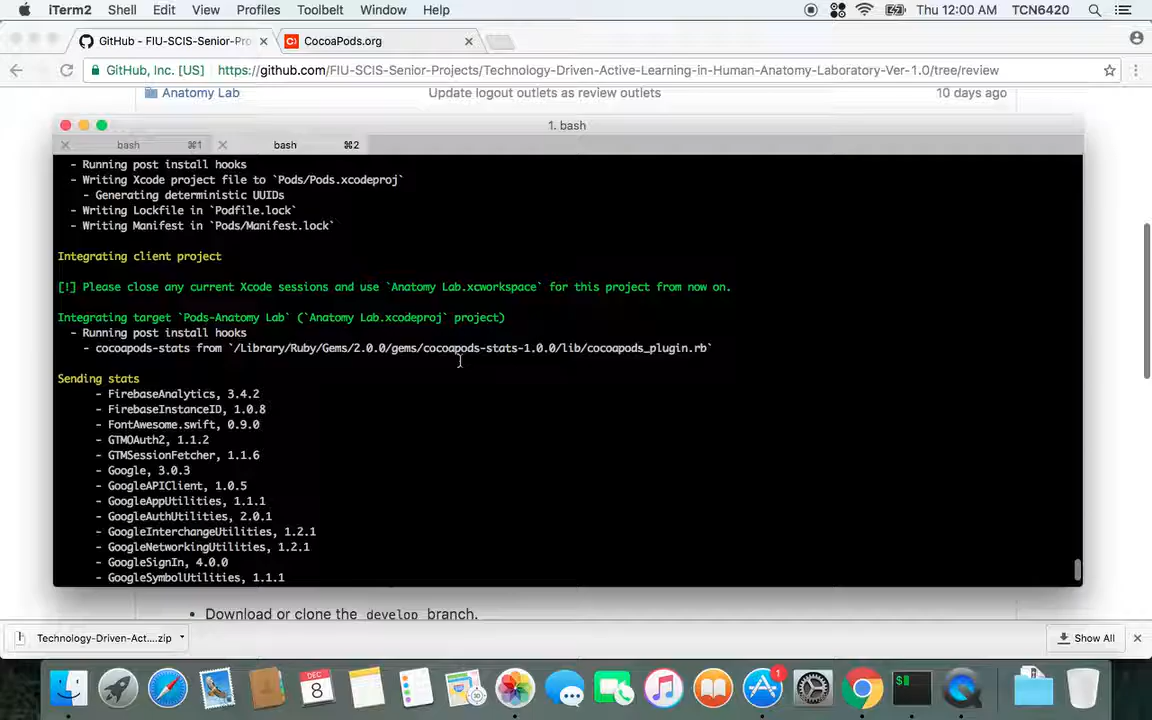 iTerm2 Shell Edit View Profiles Toolbelt Window Help Thu 12:00 AM TCN6420
GitHub - FIU-SCIS-Senior-Pro CocoaPods.org
GitHub, Inc. [US] https://github.com/FIU-SCIS-Senior-Projects/Technology-Driven-Active-Learning-in-Human-Anatomy-Laboratory-Ver-1.0/tree/review
Anatomy Lab Update logout outlets as review outlets 10 days ago
1. bash
bash ⌘1 bash ⌘2
- Running post install hooks
- Writing Xcode project file to `Pods/Pods.xcodeproj`
- Generating deterministic UUIDs
- Writing Lockfile in `Podfile.lock`
- Writing Manifest in `Pods/Manifest.lock`
Integrating client project
[!] Please close any current Xcode sessions and use `Anatomy Lab.xcworkspace` for this project from now on.
Integrating target `Pods-Anatomy Lab` (`Anatomy Lab.xcodeproj` project)
- Running post install hooks
- cocoapods-stats from `/Library/Ruby/Gems/2.0.0/gems/cocoapods-stats-1.0.0/lib/cocoapods_plugin.rb`
Sending stats
- FirebaseAnalytics, 3.4.2
- FirebaseInstanceID, 1.0.8
- FontAwesome.swift, 0.9.0
- GTMOAuth2, 1.1.2
- GTMSessionFetcher, 1.1.6
- Google, 3.0.3
- GoogleAPIClient, 1.0.5
- GoogleAppUtilities, 1.1.1
- GoogleAuthUtilities, 2.0.1
- GoogleInterchangeUtilities, 1.2.1
- GoogleNetworkingUtilities, 1.2.1
- GoogleSignIn, 4.0.0
- GoogleSymbolUtilities, 1.1.1
• Download or clone the develop branch.
Technology-Driven-Act....zip Show All
DEC
8
1
$